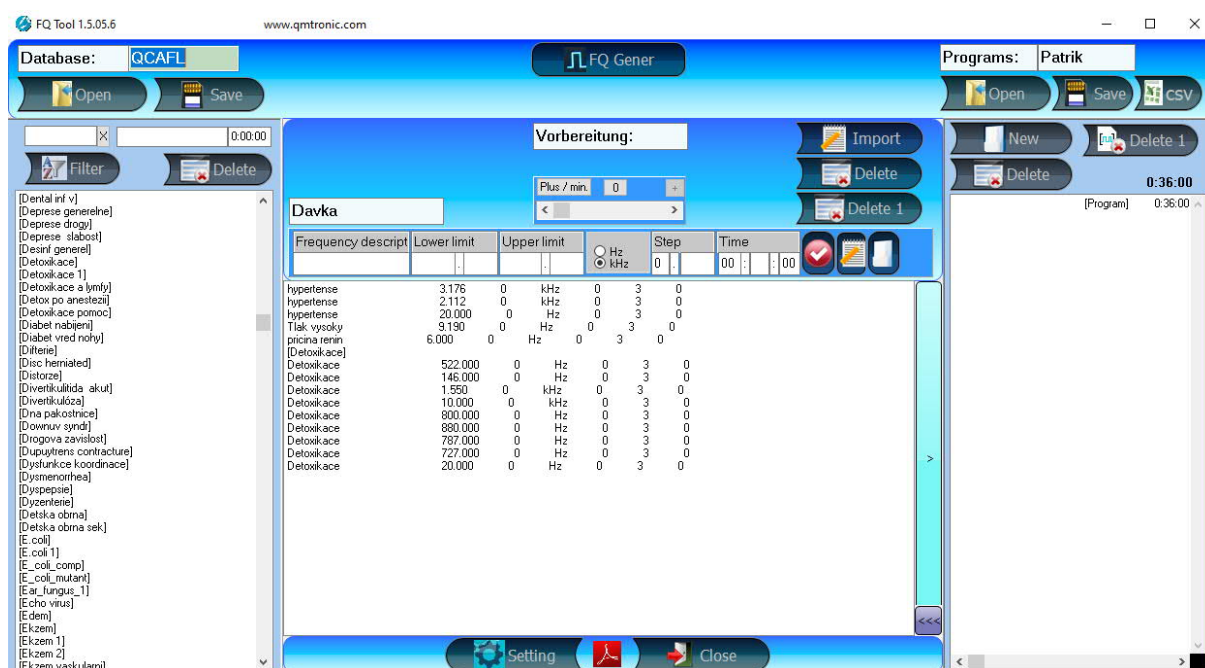 FQ Tool 1.5.05.6 www.qmtronic.com
Database: QCAFL FQ Gener Programs: Patrik
Open Save Open Save CSV
X 0:00:00 Vorbereitung: Import New Delete 1
Filter Delete Delete Delete 0:36:00
Plus / min. 0 +
Davka < > Delete 1
[Program] 0:36:00
Frequency descript Lower limit Upper limit Hz kHz Step Time
. . 0 . 00 : : 00
[Dental inf v]
[Deprese generelne]
[Deprese drogy]
[Deprese slabost]
[Desinf generel]
[Detoxikace]
[Detoxikace 1]
[Detoxikace a lymfy]
[Detox po anestezii]
[Detoxikace pomoc]
[Diabet nabijeni]
[Diabet vred nohy]
[Difterie]
[Disc herniated]
[Distorze]
[Divertikulitida akut]
[Divertikulóza]
[Dna pakostnice]
[Downuv syndr]
[Drogova zavislost]
[Dupuytrens contracture]
[Dysfunkce koordinace]
[Dysmenorrhea]
[Dyspepsie]
[Dyzenterie]
[Detska obrna]
[Detska obrna sek]
[E.coli]
[E.coli 1]
[E_coli_comp]
[E_coli_mutant]
[Ear_fungus_1]
[Echo virus]
[Edem]
[Ekzem]
[Ekzem 1]
[Ekzem 2]
[Ekzem vaskularni]
hypertense 3.176 0 kHz 0 3 0
hypertense 2.112 0 kHz 0 3 0
hypertense 20.000 0 Hz 0 3 0
Tlak vysoky 9.190 0 Hz 0 3 0
pricina renin 6.000 0 Hz 0 3 0
[Detoxikace]
Detoxikace 522.000 0 Hz 0 3 0
Detoxikace 146.000 0 Hz 0 3 0
Detoxikace 1.550 0 kHz 0 3 0
Detoxikace 10.000 0 kHz 0 3 0
Detoxikace 800.000 0 Hz 0 3 0
Detoxikace 880.000 0 Hz 0 3 0
Detoxikace 787.000 0 Hz 0 3 0
Detoxikace 727.000 0 Hz 0 3 0
Detoxikace 20.000 0 Hz 0 3 0
>
<<<
Setting Close